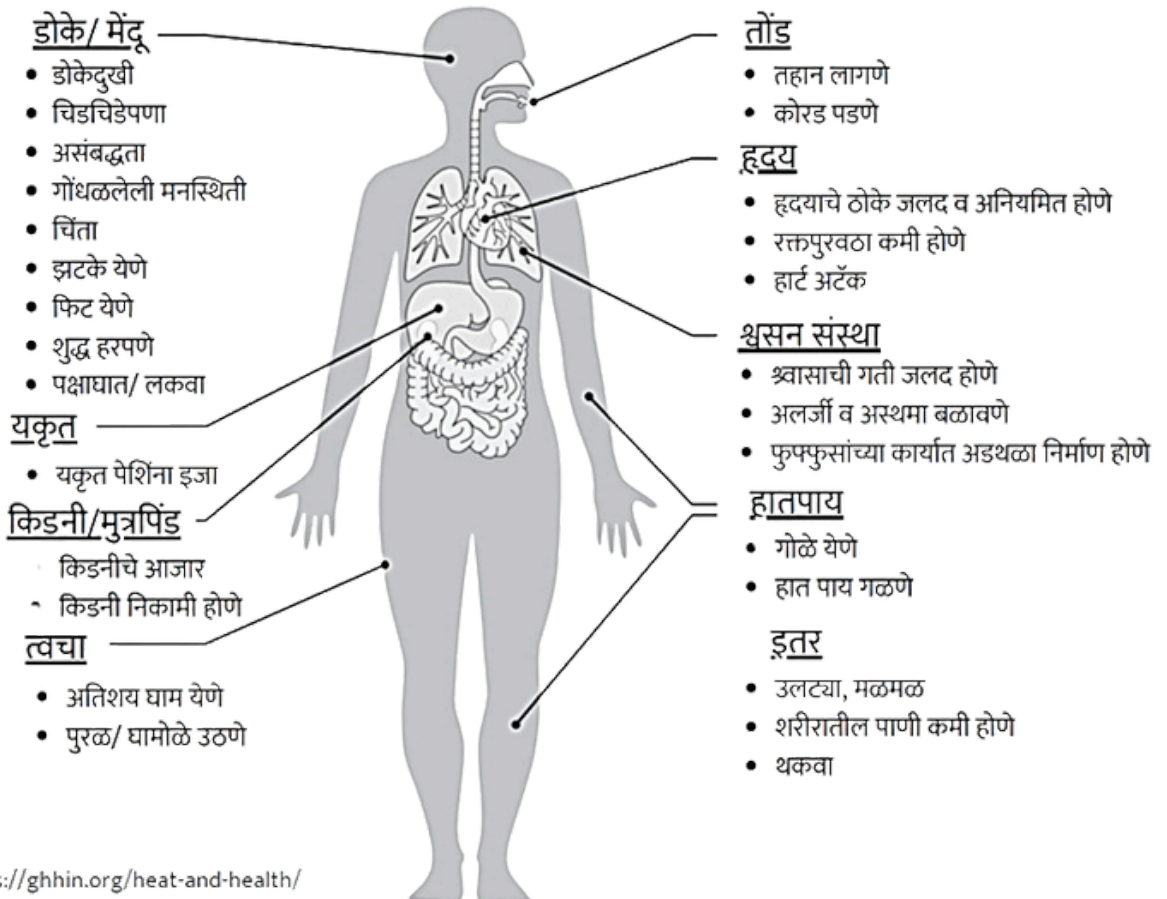 डोके/ मेंदू
डोकेदुखी
चिडचिडेपणा
असंबद्धता
गोंधळलेली मनस्थिती
चिंता
झटके येणे
फिट येणे
शुद्ध हरपणे
पक्षाघात/ लकवा
यकृत
यकृत पेशिंना इजा
किडनी/मुत्रपिंड
किडनीचे आजार
किडनी निकामी होणे
त्वचा
अतिशय घाम येणे
पुरळ/ घामोळे उठणे
तोंड
तहान लागणे
कोरड पडणे
हृदय
हृदयाचे ठोके जलद व अनियमित होणे
रक्तपुरवठा कमी होणे
हार्ट अटॅक
श्वसन संस्था
श्वासाची गती जलद होणे
अलर्जी व अस्थमा बळावणे
फुफ्फुसांच्या कार्यात अडथळा निर्माण होणे
हातपाय
गोळे येणे
हात पाय गळणे
इतर
उलट्या, मळमळ
शरीरातील पाणी कमी होणे
थकवा
s://ghhin.org/heat-and-health/